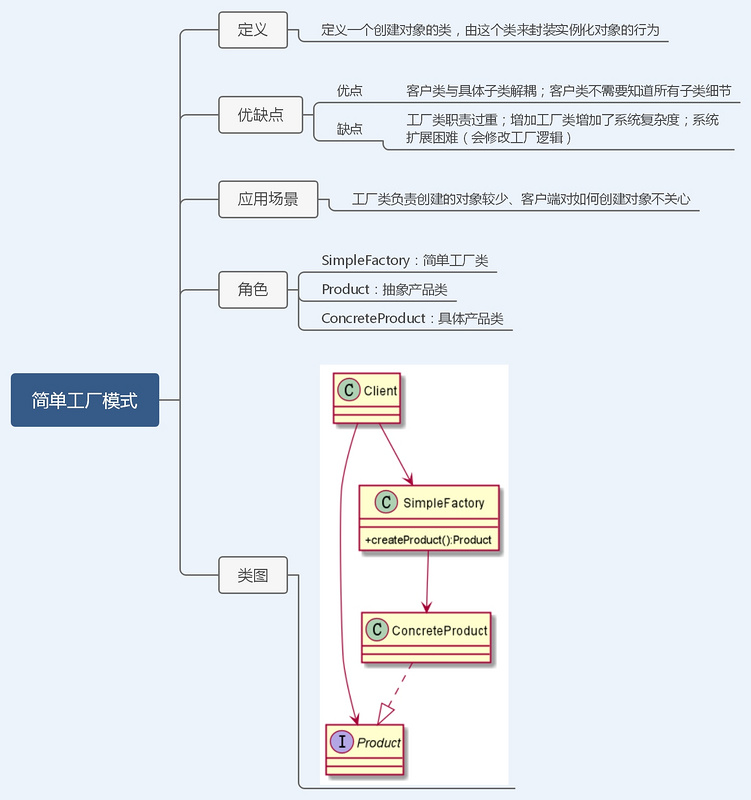 定义
定义一个创建对象的类，由这个类来封装实例化对象的行为
优缺点
优点
客户类与具体子类解耦；客户类不需要知道所有子类细节
缺点
工厂类职责过重；增加工厂类增加了系统复杂度；系统
扩展困难（会修改工厂逻辑）
应用场景
工厂类负责创建的对象较少、客户端对如何创建对象不关心
角色
SimpleFactory：简单工厂类
Product：抽象产品类
ConcreteProduct：具体产品类
简单工厂模式
类图
C Client
C SimpleFactory
+createProduct():Product
C ConcreteProduct
I Product